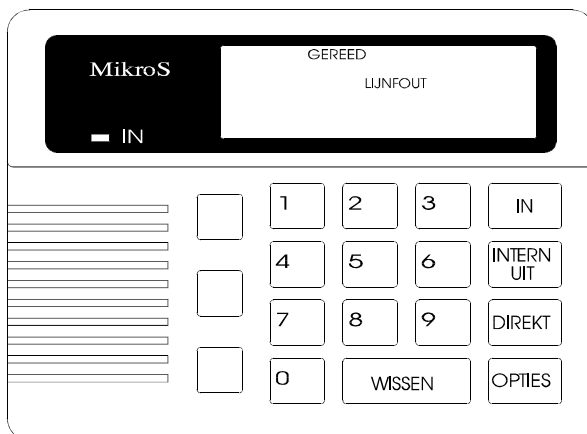 GEREED
MikroS
LIJNFOUT
IN
1 2 3 IN
4 5 6 INTERN
UIT
7 8 9 DIREKT
0 WISSEN OPTIES